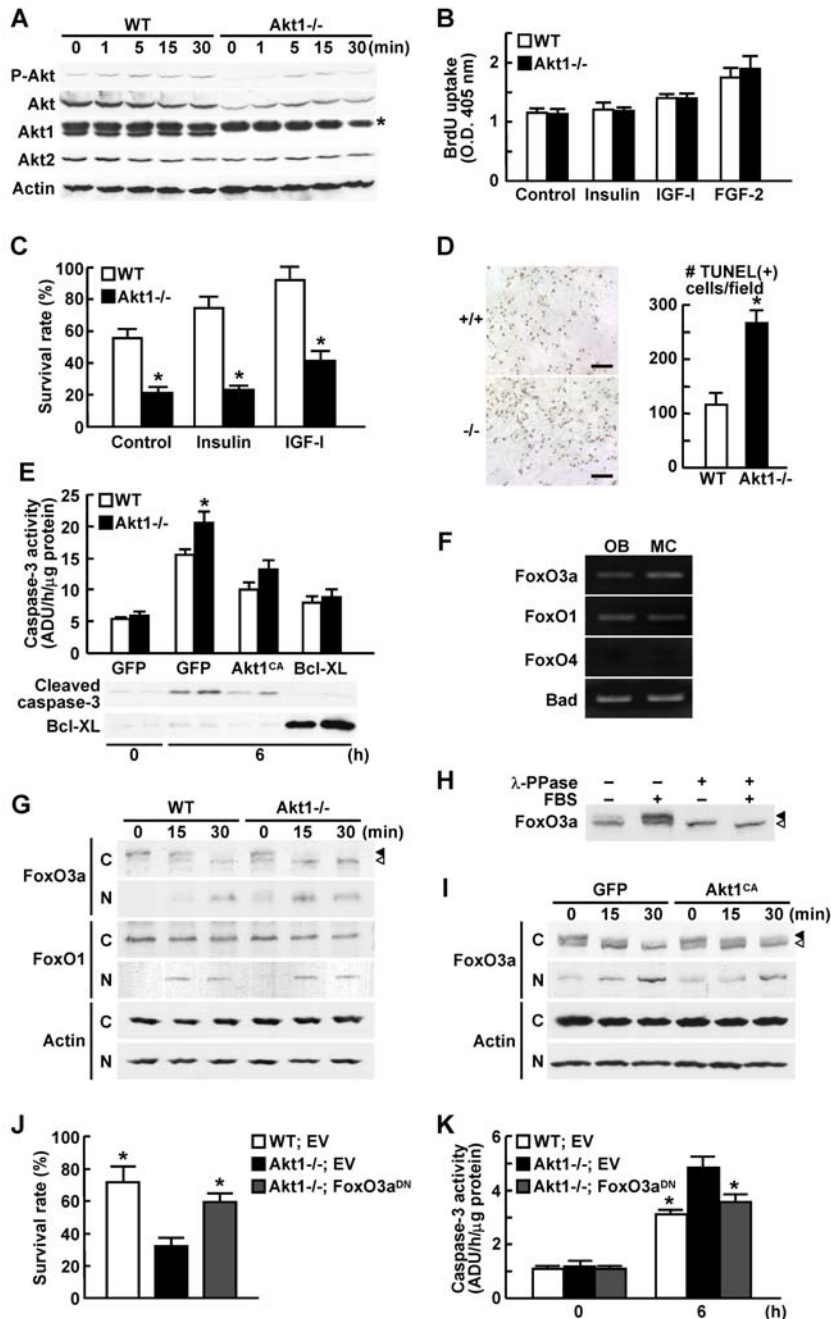 A
WT Akt1-/-
0 1 5 15 30 0 1 5 15 30 (min)
P-Akt
Akt
Akt1 *
Akt2
Actin
B
WT
Akt1-/-
BrdU uptake
(O.D. 405 nm)
2
1
0
Control Insulin IGF-I FGF-2
C
WT
Akt1-/-
Survival rate (%)
100
80
60
40
20
0
* * *
Control Insulin IGF-I
D
+/+
-/-
# TUNEL(+)
cells/field
300
200
100
0
*
WT Akt1-/-
E
WT
Akt1-/-
Caspase-3 activity
(ADU/h/μg protein)
25
20
15
10
5
0
*
GFP GFP Akt1CA Bcl-XL
Cleaved
caspase-3
Bcl-XL
0 6 (h)
F
OB MC
FoxO3a
FoxO1
FoxO4
Bad
G
WT Akt1-/-
0 15 30 0 15 30 (min)
FoxO3a
C
N
FoxO1
C
N
Actin
C
N
H
λ-PPase – – + +
FBS – + – +
FoxO3a
I
GFP Akt1CA
0 15 30 0 15 30 (min)
FoxO3a
C
N
Actin
C
N
J
WT; EV
Akt1-/-; EV
Akt1-/-; FoxO3aDN
Survival rate (%)
100
80
60
40
20
0
* *
K
WT; EV
Akt1-/-; EV
Akt1-/-; FoxO3aDN
Caspase-3 activity
(ADU/h/μg protein)
6
4
2
0
* *
0 6 (h)